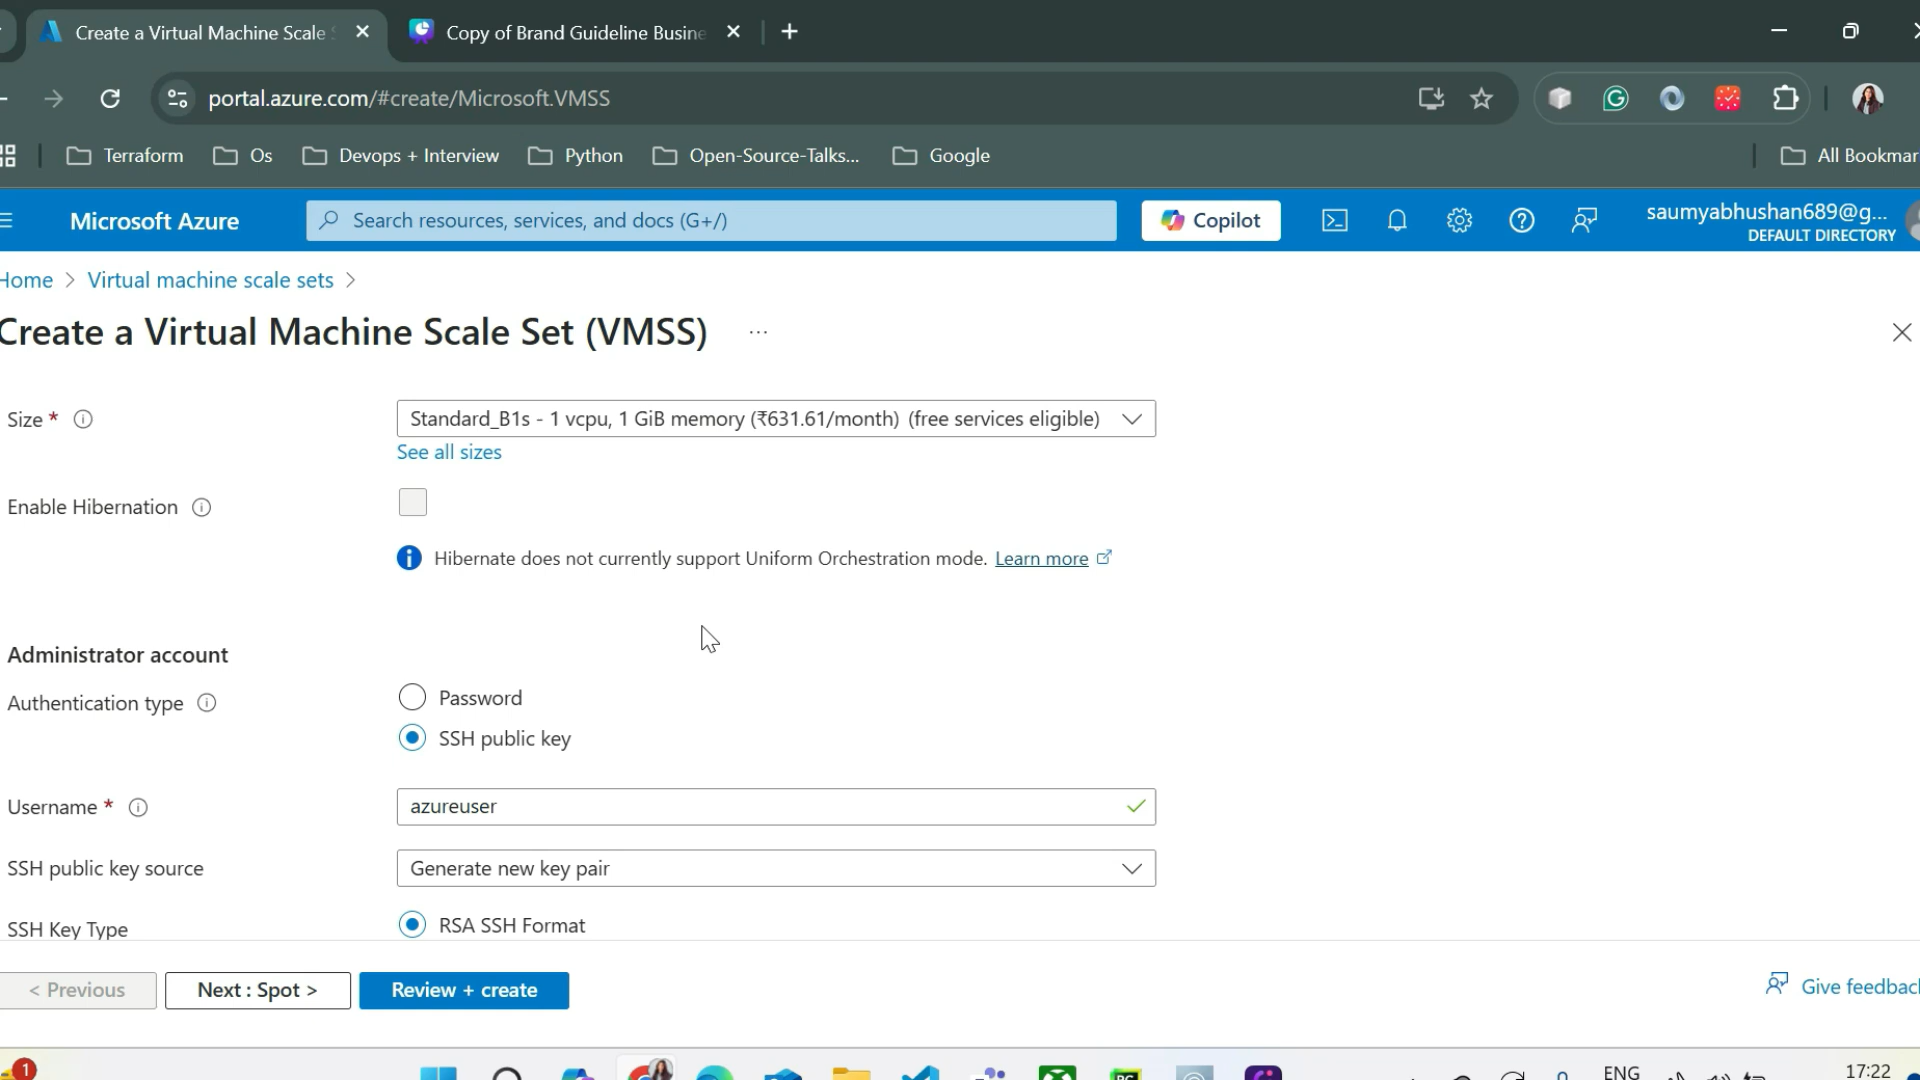 Create a Virtual Machine Scale
Copy of Brand Guideline Busine
portal.azure.com/#create/Microsoft.VMSS
Terraform
Os
Devops + Interview
Python
Open-Source-Talks...
Google
All Bookmar
Microsoft Azure
Search resources, services, and docs (G+/)
Copilot
saumyabhushan689@g...
DEFAULT DIRECTORY
Home > Virtual machine scale sets >
Create a Virtual Machine Scale Set (VMSS) ...
Size *
Standard_B1s - 1 vcpu, 1 GiB memory (₹631.61/month) (free services eligible)
See all sizes
Enable Hibernation
Hibernate does not currently support Uniform Orchestration mode. Learn more
Administrator account
Authentication type
Password
SSH public key
Username *
azureuser
SSH public key source
Generate new key pair
SSH Key Type
RSA SSH Format
< Previous
Next : Spot >
Review + create
Give feedbac
1
PC
ENG
17:22